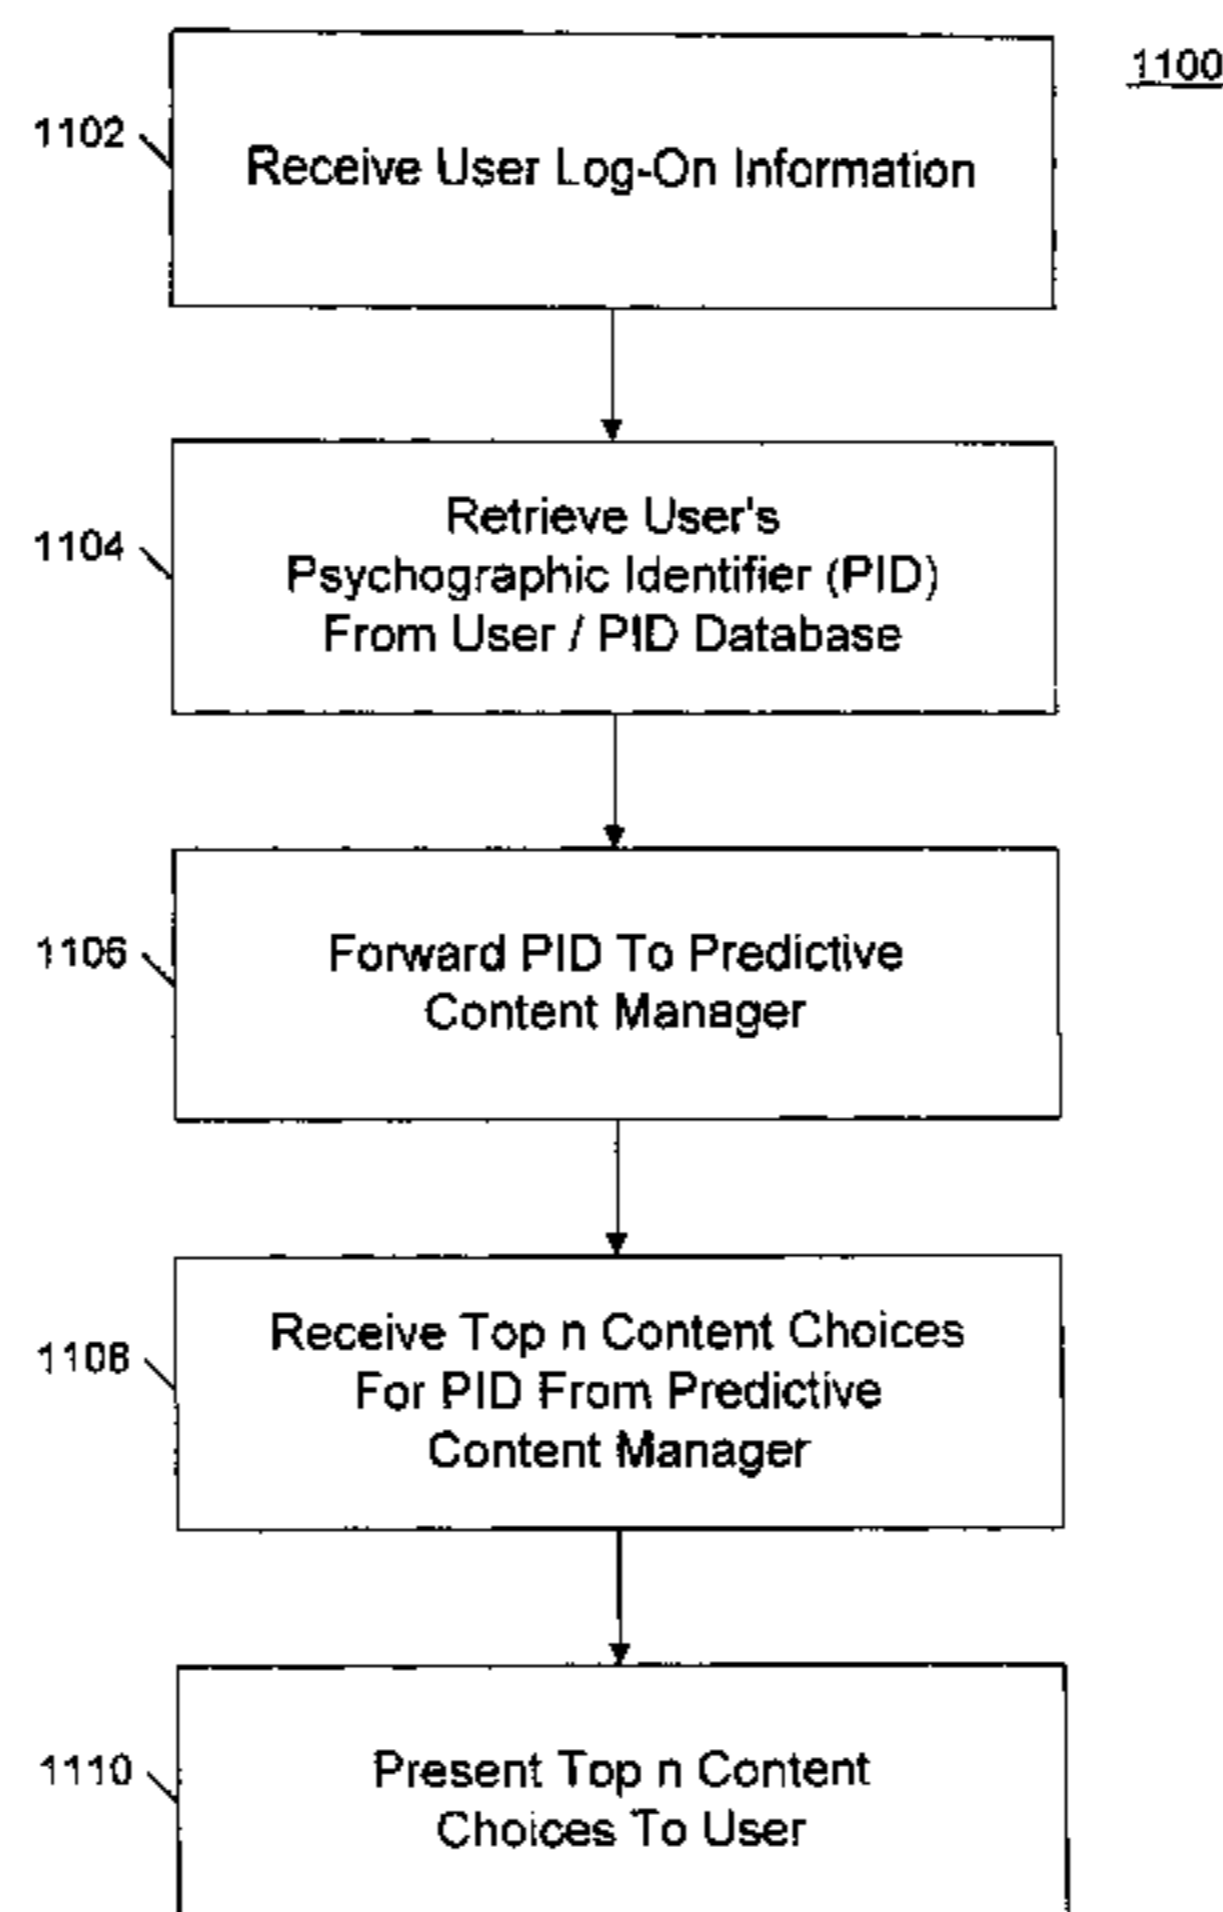 1100
1102
Receive User Log-On Information
1104
Retrieve User's
Psychographic Identifier (PID)
From User / PID Database
1106
Forward PID To Predictive
Content Manager
1108
Receive Top n Content Choices
For PID From Predictive
Content Manager
1110
Present Top n Content
Choices To User